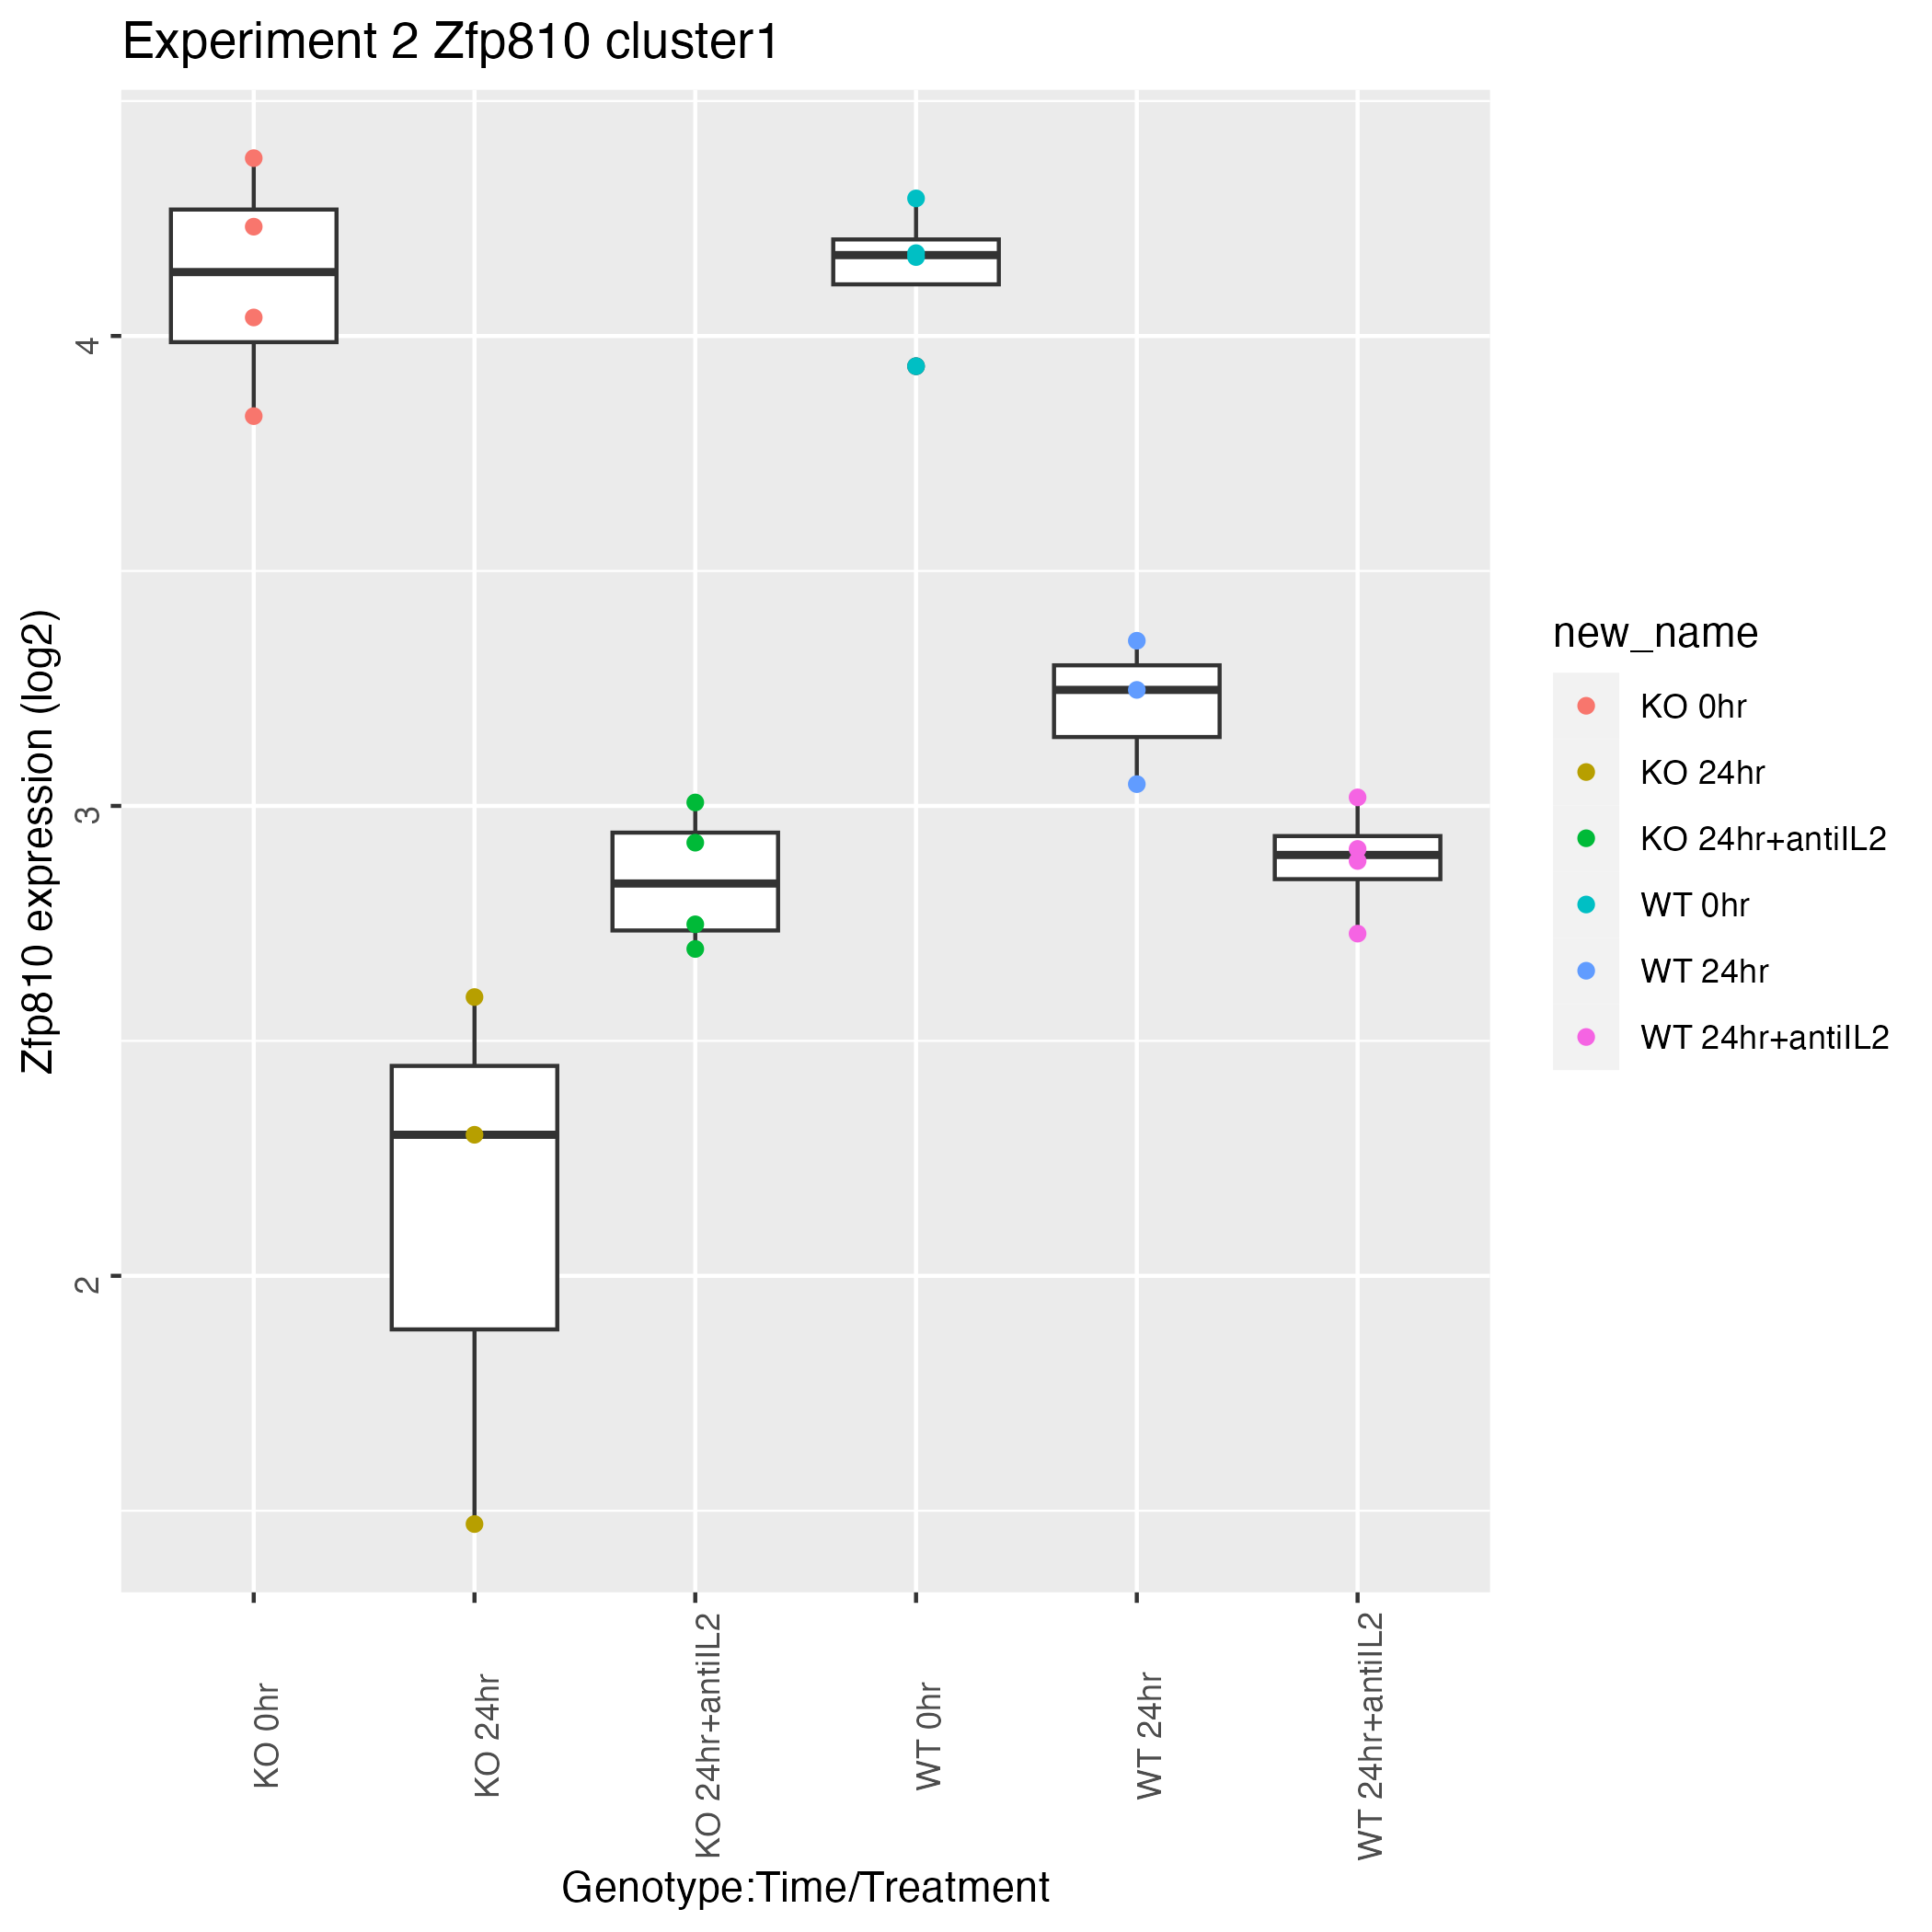 Experiment 2 Zfp810 cluster1
Zfp810 expression (log2)
4
3
2
KO 0hr
KO 24hr
KO 24hr+antiIL2
WT 0hr
WT 24hr
WT 24hr+antiIL2
Genotype:Time/Treatment
new_name
KO 0hr
KO 24hr
KO 24hr+antiIL2
WT 0hr
WT 24hr
WT 24hr+antiIL2